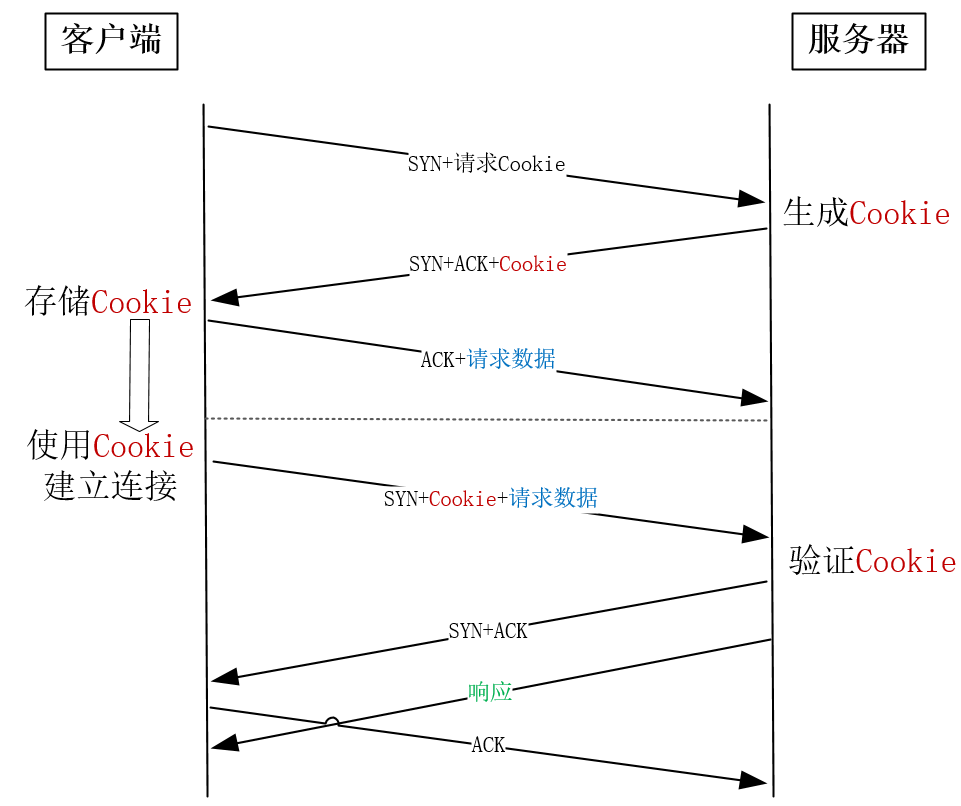 客户端
服务器
SYN+请求Cookie
生成Cookie
SYN+ACK+Cookie
存储Cookie
ACK+请求数据
使用Cookie
建立连接
SYN+Cookie+请求数据
验证Cookie
SYN+ACK
响应
ACK